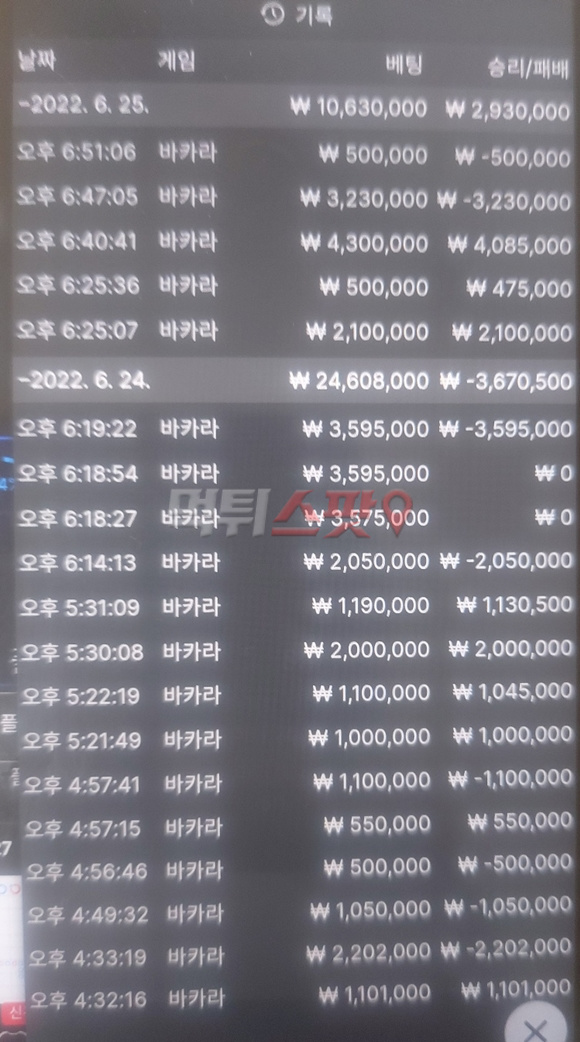 기록
날짜 게임 베팅 승리/패배
-2022. 6. 25. ₩ 10,630,000 ₩ 2,930,000
오후 6:51:06 바카라 ₩ 500,000 ₩ -500,000
오후 6:47:05 바카라 ₩ 3,230,000 ₩ -3,230,000
오후 6:40:41 바카라 ₩ 4,300,000 ₩ 4,085,000
오후 6:25:36 바카라 ₩ 500,000 ₩ 475,000
오후 6:25:07 바카라 ₩ 2,100,000 ₩ 2,100,000
-2022. 6. 24. ₩ 24,608,000 ₩ -3,670,500
오후 6:19:22 바카라 ₩ 3,595,000 ₩ -3,595,000
오후 6:18:54 바카라 ₩ 3,595,000 ₩ 0
먹튀스팟
오후 6:18:27 바카라 ₩ 3,575,000 ₩ 0
오후 6:14:13 바카라 ₩ 2,050,000 ₩ -2,050,000
오후 5:31:09 바카라 ₩ 1,190,000 ₩ 1,130,500
오후 5:30:08 바카라 ₩ 2,000,000 ₩ 2,000,000
오후 5:22:19 바카라 ₩ 1,100,000 ₩ 1,045,000
플
오후 5:21:49 바카라 ₩ 1,000,000 ₩ 1,000,000
오후 4:57:41 바카라 ₩ 1,100,000 ₩ -1,100,000
오후 4:57:15 바카라 ₩ 550,000 ₩ 550,000
27
오후 4:56:46 바카라 ₩ 500,000 ₩ -500,000
오후 4:49:32 바카라 ₩ 1,050,000 ₩ -1,050,000
오후 4:33:19 바카라 ₩ 2,202,000 ₩ -2,202,000
오후 4:32:16 바카라 ₩ 1,101,000 ₩ 1,101,000
신